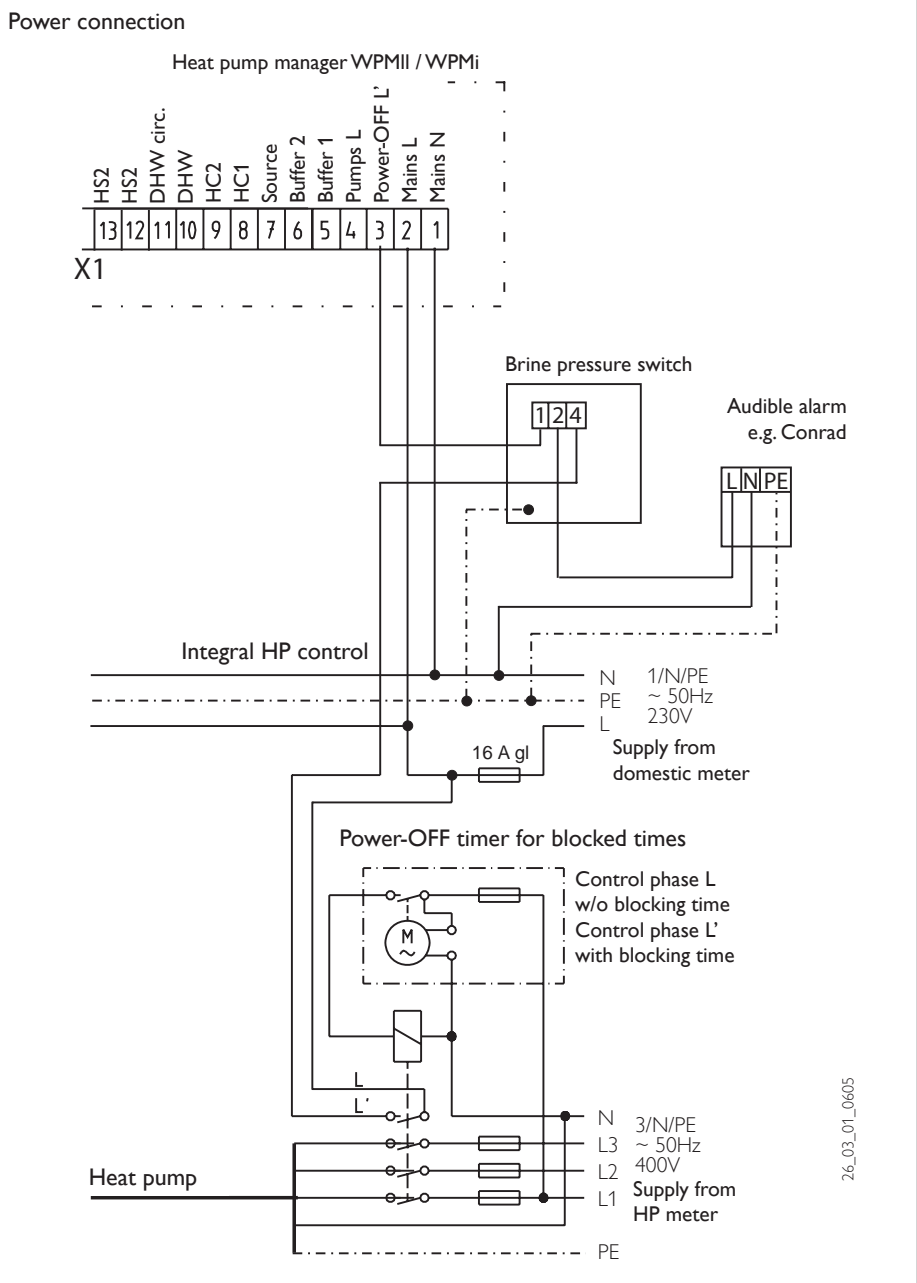 Power connection
Heat pump manager WPMII / WPMi
HS2
HS2
DHW circ.
DHW
HC2
HC1
Source
Buffer 2
Buffer 1
Pumps L
Power-OFF L'
Mains L
Mains N
13 12 11 10 9 8 7 6 5 4 3 2 1
X1
Brine pressure switch
1 2 4
Audible alarm
e.g. Conrad
L N PE
Integral HP control
N 1/N/PE
PE ~ 50Hz
L 230V
Supply from
domestic meter
16 A gl
Power-OFF timer for blocked times
Control phase L
w/o blocking time
Control phase L'
with blocking time
M
~
L
L'
N 3/N/PE
L3 ~ 50Hz
L2 400V
L1 Supply from
HP meter
Heat pump
PE
26_03_01_0605